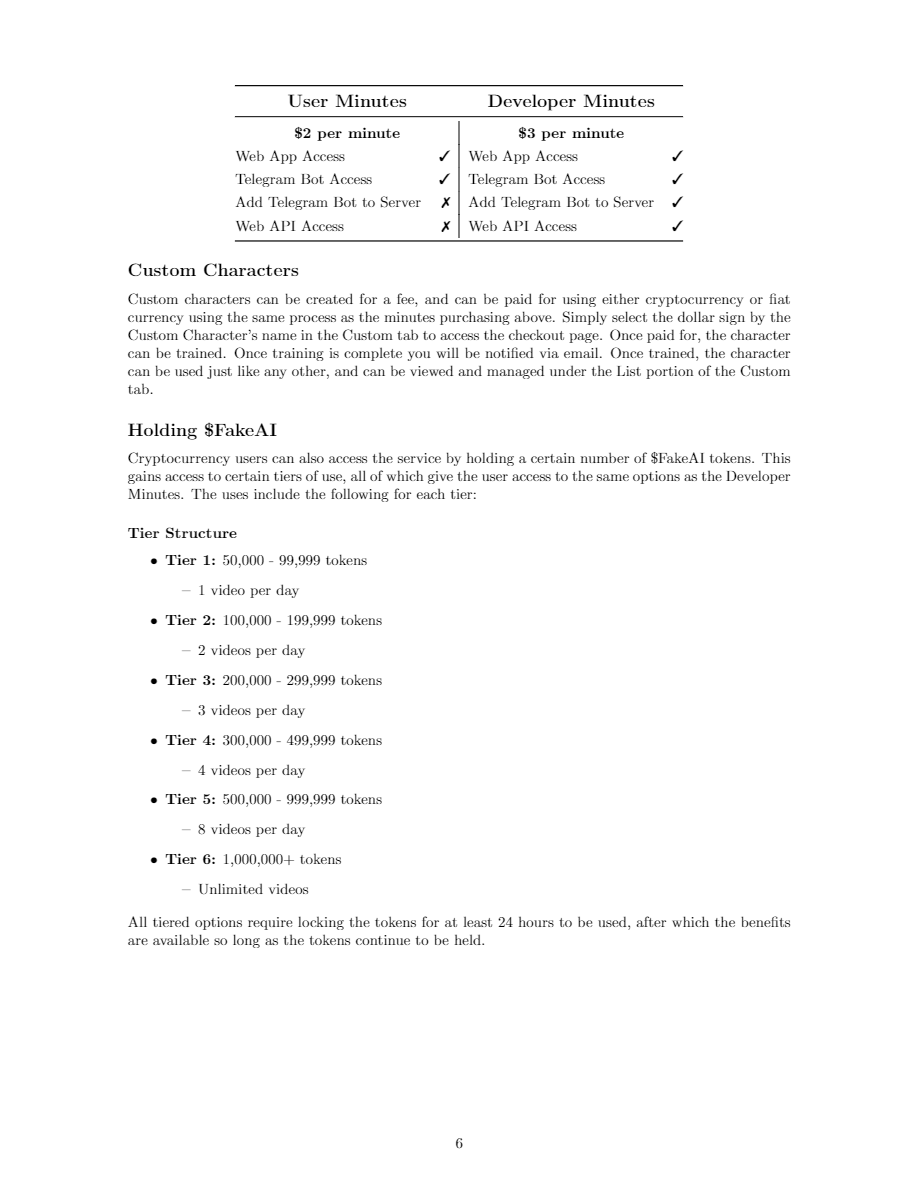 User Minutes Developer Minutes
$2 per minute $3 per minute
Web App Access ✓ Web App Access ✓
Telegram Bot Access ✓ Telegram Bot Access ✓
Add Telegram Bot to Server ✗ Add Telegram Bot to Server ✓
Web API Access ✗ Web API Access ✓
Custom Characters
Custom characters can be created for a fee, and can be paid for using either cryptocurrency or fiat
currency using the same process as the minutes purchasing above. Simply select the dollar sign by the
Custom Character's name in the Custom tab to access the checkout page. Once paid for, the character
can be trained. Once training is complete you will be notified via email. Once trained, the character
can be used just like any other, and can be viewed and managed under the List portion of the Custom
tab.
Holding $FakeAI
Cryptocurrency users can also access the service by holding a certain number of $FakeAI tokens. This
gains access to certain tiers of use, all of which give the user access to the same options as the Developer
Minutes. The uses include the following for each tier:
Tier Structure
• Tier 1: 50,000 - 99,999 tokens
– 1 video per day
• Tier 2: 100,000 - 199,999 tokens
– 2 videos per day
• Tier 3: 200,000 - 299,999 tokens
– 3 videos per day
• Tier 4: 300,000 - 499,999 tokens
– 4 videos per day
• Tier 5: 500,000 - 999,999 tokens
– 8 videos per day
• Tier 6: 1,000,000+ tokens
– Unlimited videos
All tiered options require locking the tokens for at least 24 hours to be used, after which the benefits
are available so long as the tokens continue to be held.
6